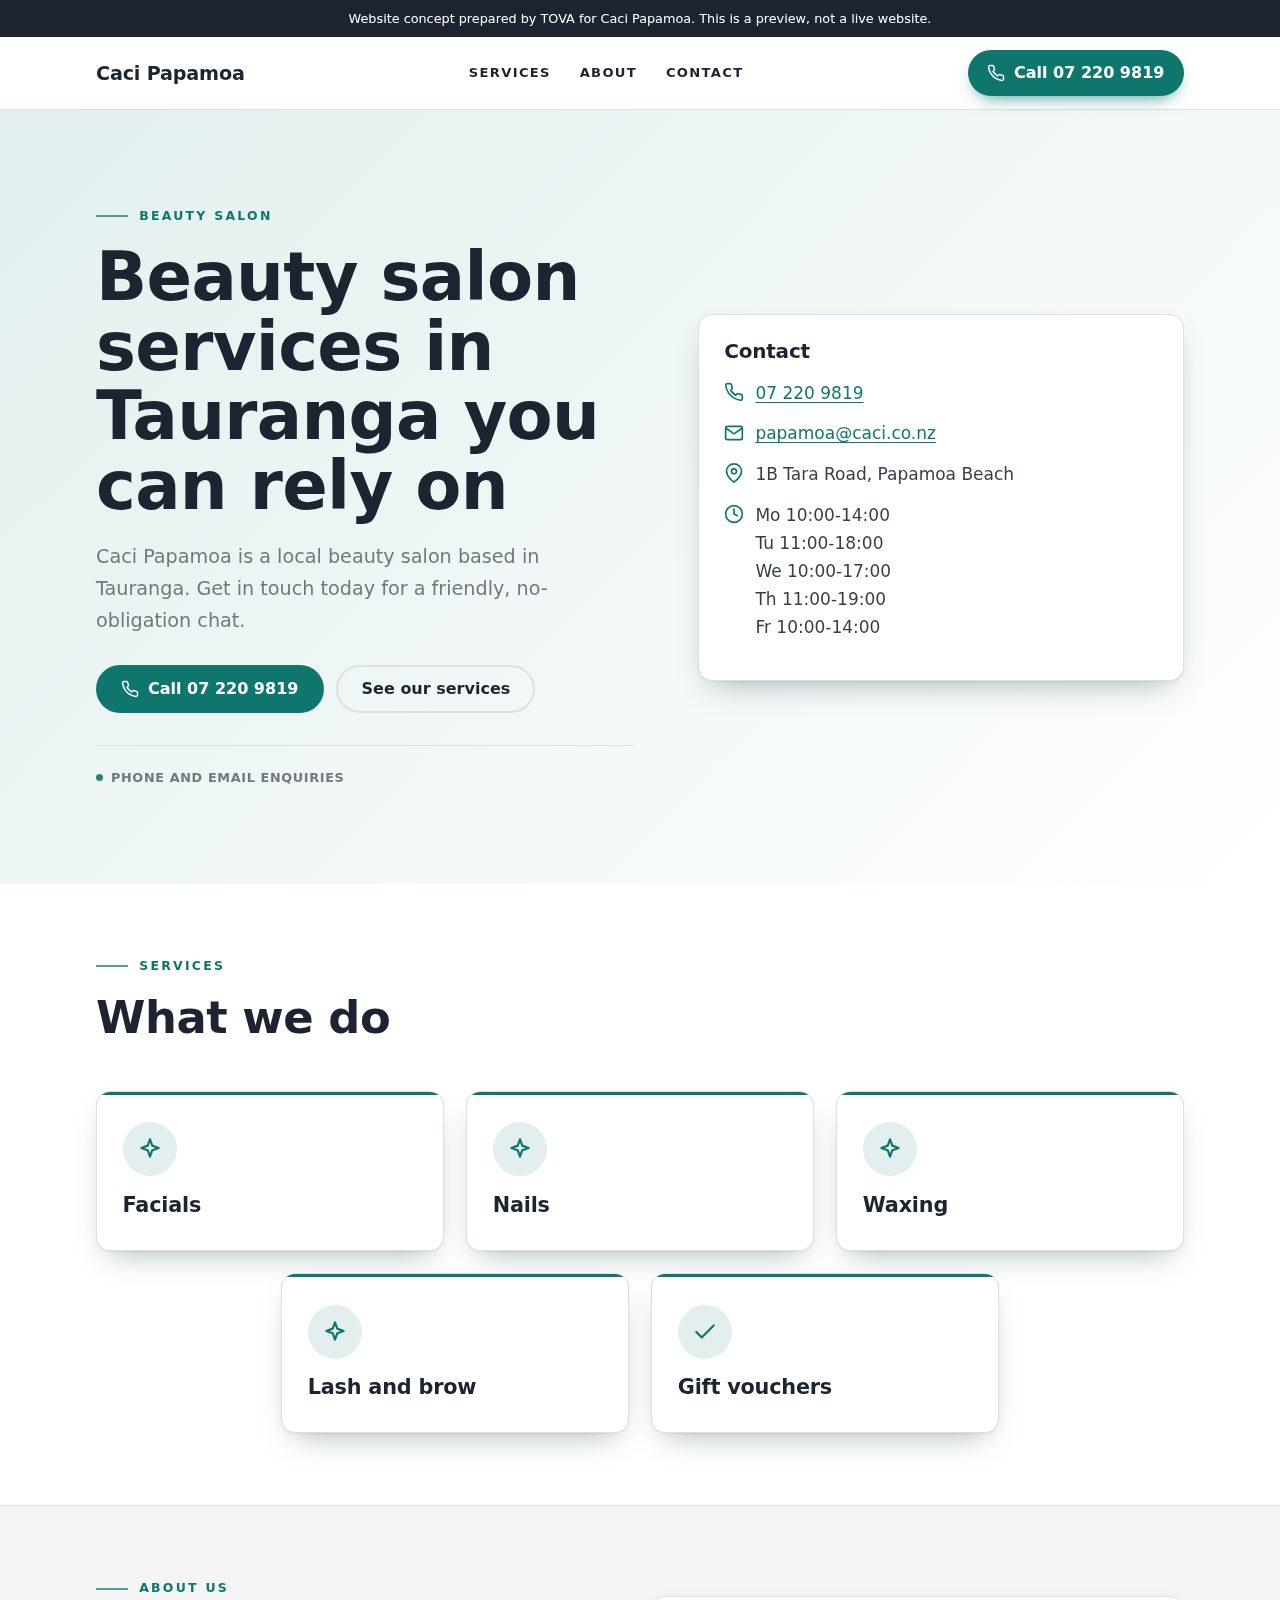 Website concept prepared by TOVA for Caci Papamoa. This is a preview, not a live website.
Caci Papamoa
SERVICES ABOUT CONTACT
Call 07 220 9819
BEAUTY SALON
Beauty salon
services in
Tauranga you
can rely on
Caci Papamoa is a local beauty salon based in
Tauranga. Get in touch today for a friendly, no-
obligation chat.
Call 07 220 9819
See our services
PHONE AND EMAIL ENQUIRIES
Contact
07 220 9819
papamoa@caci.co.nz
1B Tara Road, Papamoa Beach
Mo 10:00-14:00
Tu 11:00-18:00
We 10:00-17:00
Th 11:00-19:00
Fr 10:00-14:00
SERVICES
What we do
Facials
Nails
Waxing
Lash and brow
Gift vouchers
ABOUT US